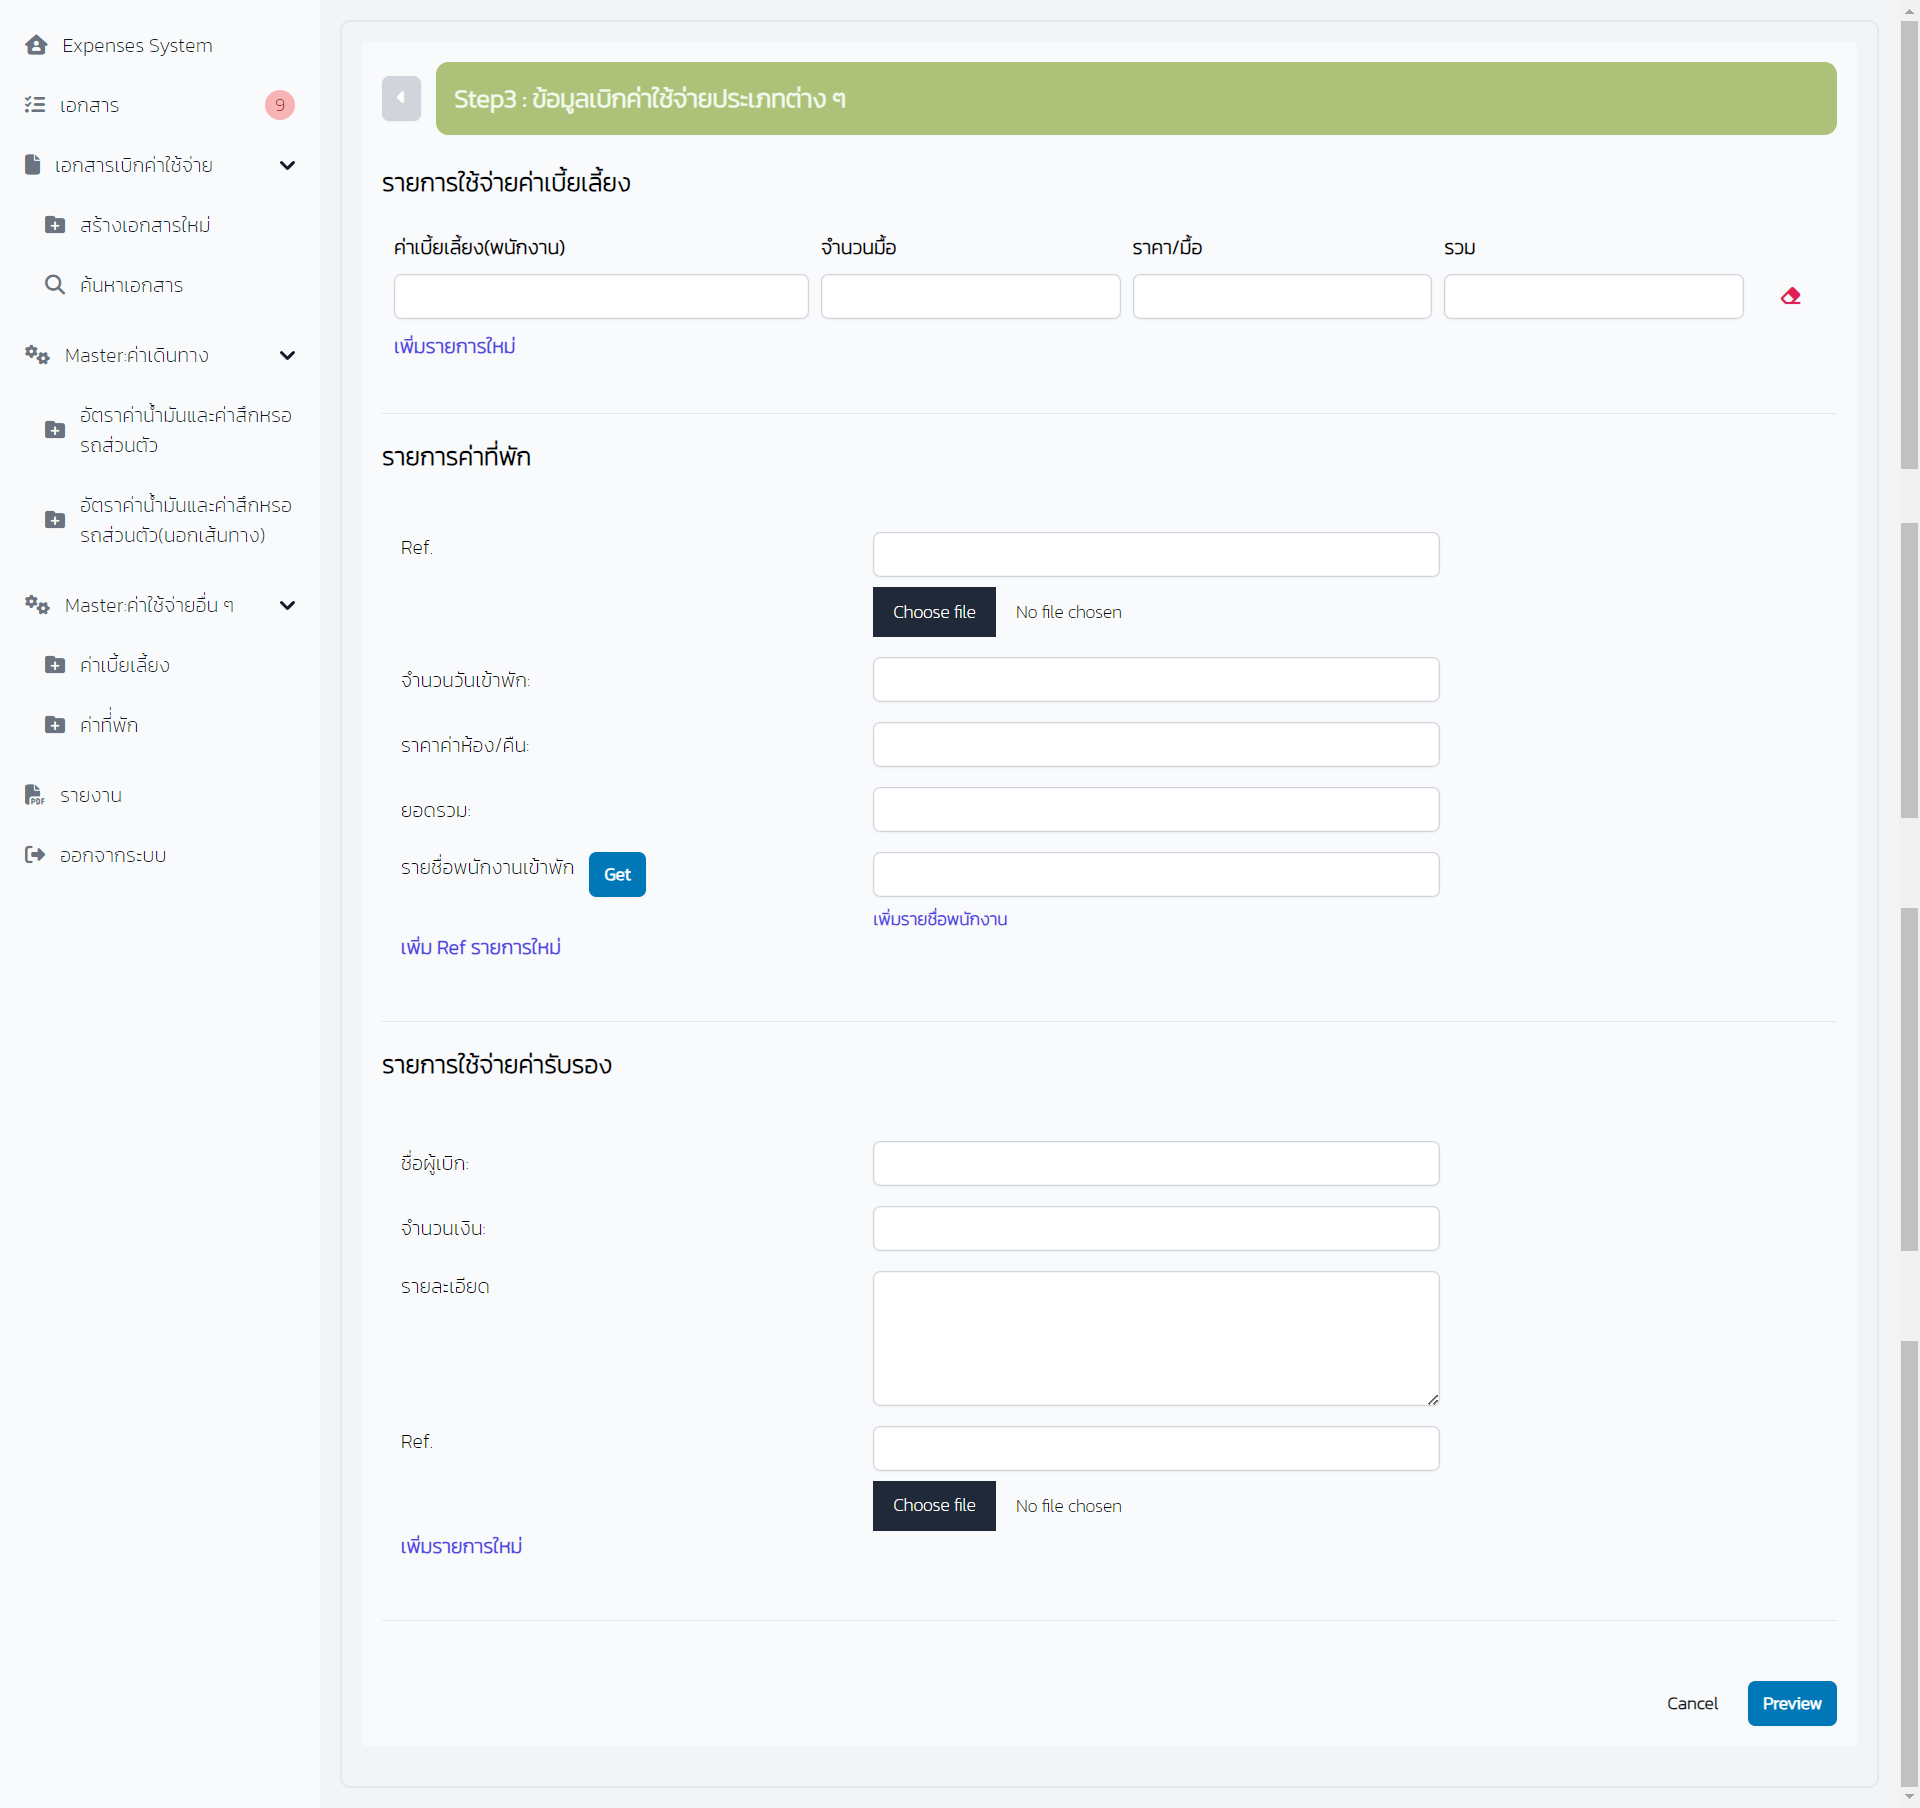 Expenses System
เอกสาร
9
เอกสารเบิกค่าใช้จ่าย
สร้างเอกสารใหม่
ค้นหาเอกสาร
Master:ค่าเดินทาง
อัตราค่าน้ำมันและค่าสึกหรอ
รถส่วนตัว
อัตราค่าน้ำมันและค่าสึกหรอ
รถส่วนตัว(นอกเส้นทาง)
Master:ค่าใช้จ่ายอื่น ๆ
ค่าเบี้ยเลี้ยง
ค่าที่พัก
รายงาน
ออกจากระบบ
Step3 : ข้อมูลเบิกค่าใช้จ่ายประเภทต่าง ๆ
รายการใช้จ่ายค่าเบี้ยเลี้ยง
ค่าเบี้ยเลี้ยง(พนักงาน) จำนวนมื้อ ราคา/มื้อ รวม
เพิ่มรายการใหม่
รายการค่าที่พัก
Ref.
Choose file No file chosen
จำนวนวันเข้าพัก:
ราคาค่าห้อง/คืน:
ยอดรวม:
รายชื่อพนักงานเข้าพัก Get
เพิ่มรายชื่อพนักงาน
เพิ่ม Ref รายการใหม่
รายการใช้จ่ายค่ารับรอง
ชื่อผู้เบิก:
จำนวนเงิน:
รายละเอียด
Ref.
Choose file No file chosen
เพิ่มรายการใหม่
Cancel Preview